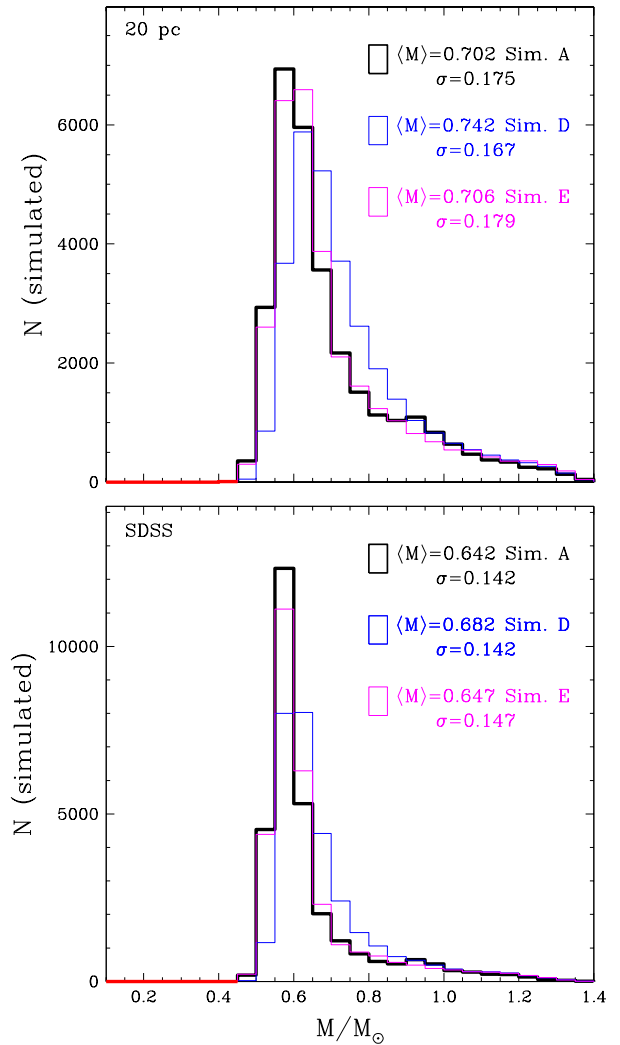 20 pc
⟨M⟩=0.702 Sim. A
σ=0.175
⟨M⟩=0.742 Sim. D
σ=0.167
⟨M⟩=0.706 Sim. E
σ=0.179
N (simulated)
6000
4000
2000
0
SDSS
⟨M⟩=0.642 Sim. A
σ=0.142
⟨M⟩=0.682 Sim. D
σ=0.142
⟨M⟩=0.647 Sim. E
σ=0.147
N (simulated)
10000
5000
0
0.2 0.4 0.6 0.8 1.0 1.2 1.4
M/M⊙